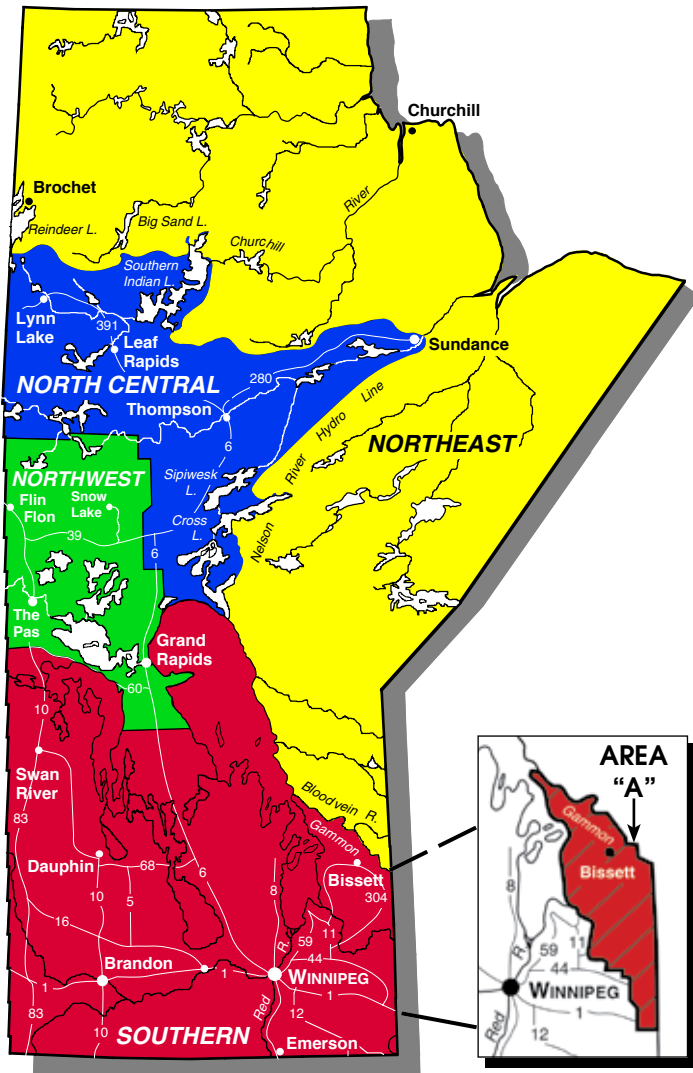 Churchill
Brochet
River
Reindeer L.
Big Sand L.
Churchill
Southern
Indian L.
Lynn
Lake
391
Leaf
Rapids
Sundance
NORTH CENTRAL
280
Thompson
6
River Hydro Line
NORTHEAST
NORTHWEST
Sipiwesk
L.
Flin
Flon
Snow
Lake
Cross
L.
Nelson
39
6
The
Pas
Grand
Rapids
60
10
Swan
River
83
Bloodvein R.
Gammon
Dauphin
68
6
8
Bissett
304
10
5
16
11
59
44
R.
Brandon
1
1
WINNIPEG
1
83
10
Red
12
SOUTHERN
Emerson
AREA
“A”
Gammon
Bissett
8
R.
59
11
44
WINNIPEG
1
Red
12